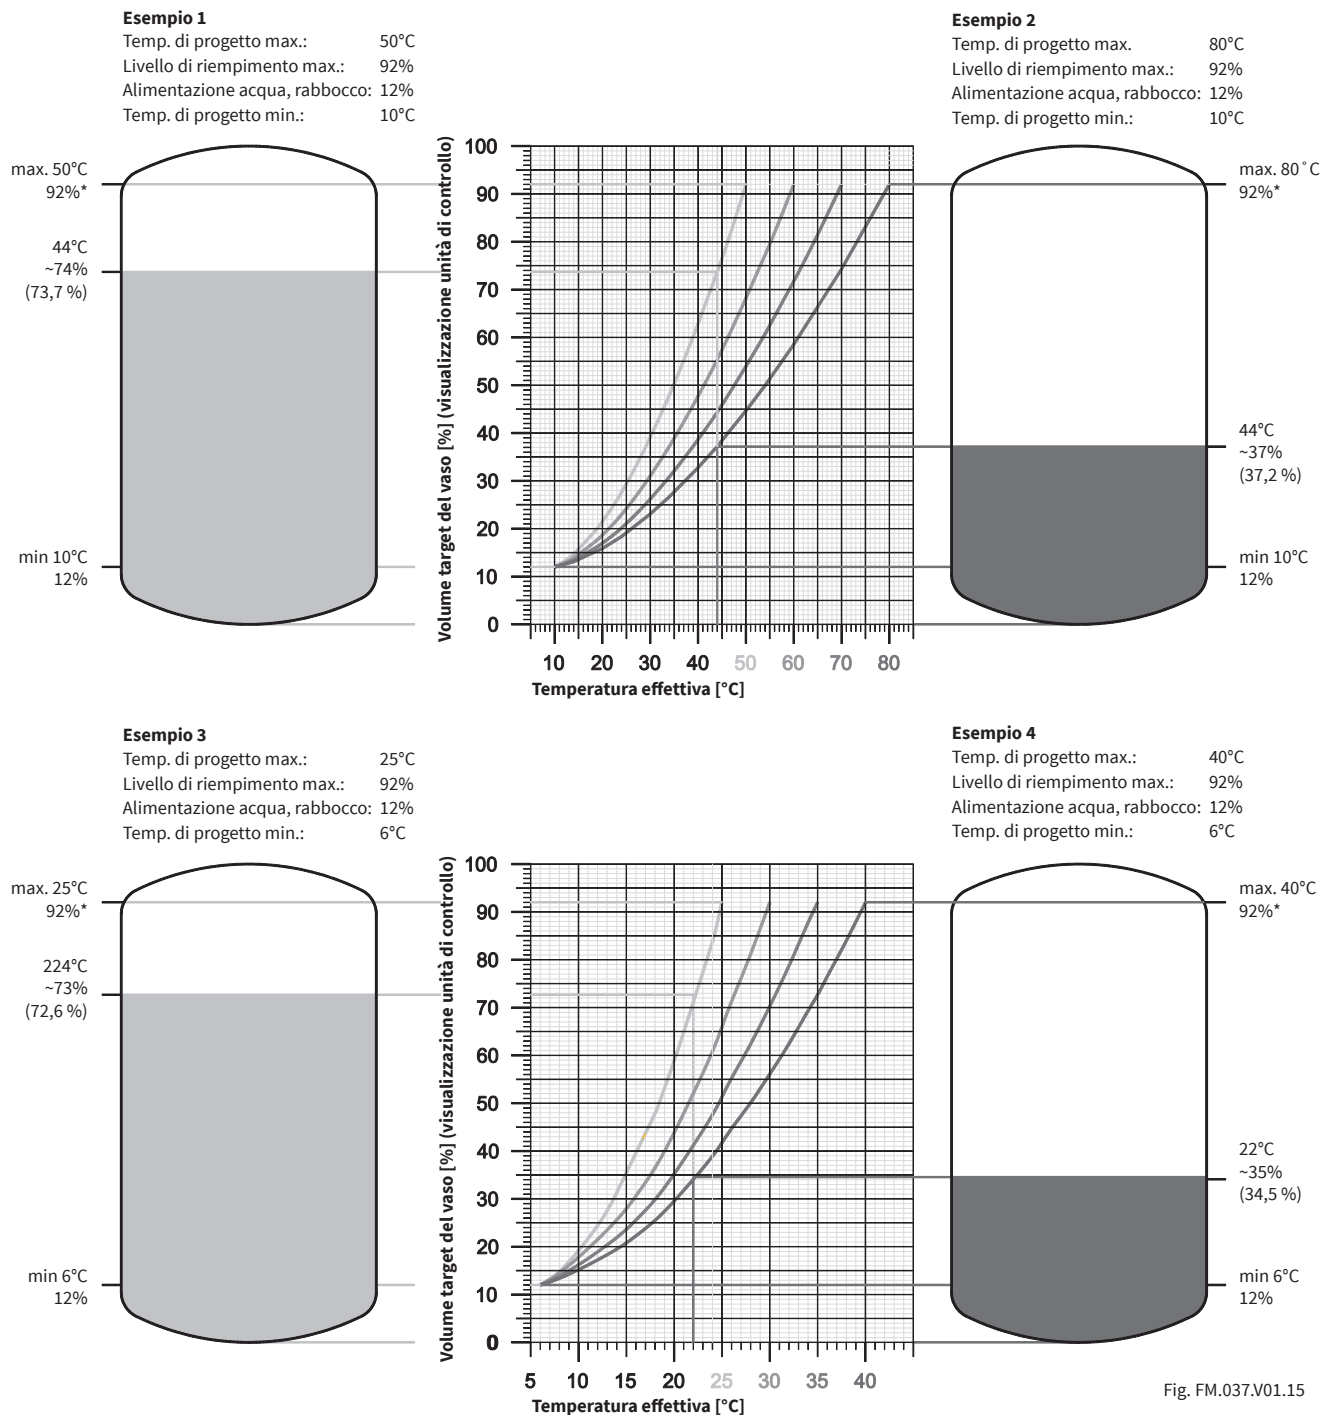 Esempio 1
Temp. di progetto max.: 50°C
Livello di riempimento max.: 92%
Alimentazione acqua, rabbocco: 12%
Temp. di progetto min.: 10°C
Esempio 2
Temp. di progetto max. 80°C
Livello di riempimento max.: 92%
Alimentazione acqua, rabbocco: 12%
Temp. di progetto min.: 10°C
max. 50°C
92%*
44°C
~74%
(73,7 %)
min 10°C
12%
Volume target del vaso [%] (visualizzazione unità di controllo)
100
90
80
70
60
50
40
30
20
10
0
10 20 30 40 50 60 70 80
Temperatura effettiva [°C]
max. 80˚C
92%*
44°C
~37%
(37,2 %)
min 10°C
12%
Esempio 3
Temp. di progetto max.: 25°C
Livello di riempimento max.: 92%
Alimentazione acqua, rabbocco: 12%
Temp. di progetto min.: 6°C
Esempio 4
Temp. di progetto max.: 40°C
Livello di riempimento max.: 92%
Alimentazione acqua, rabbocco: 12%
Temp. di progetto min.: 6°C
max. 25°C
92%*
224°C
~73%
(72,6 %)
min 6°C
12%
Volume target del vaso [%] (visualizzazione unità di controllo)
100
90
80
70
60
50
40
30
20
10
0
5 10 15 20 25 30 35 40
Temperatura effettiva [°C]
max. 40°C
92%*
22°C
~35%
(34,5 %)
min 6°C
12%
Fig. FM.037.V01.15